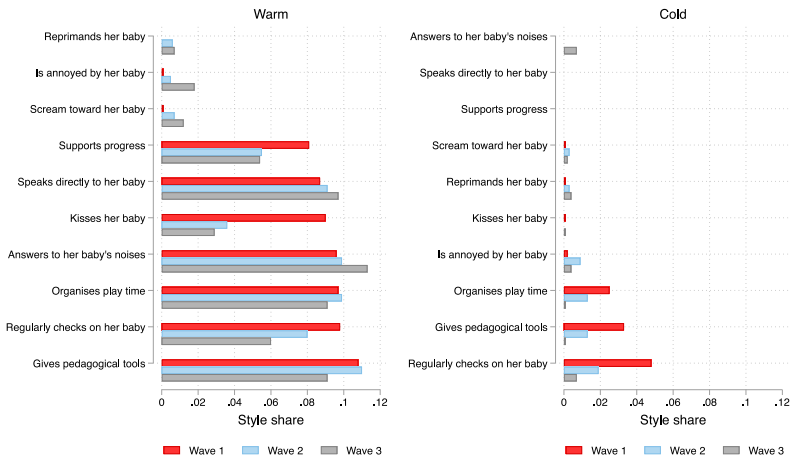 Warm
Reprimands her baby
Is annoyed by her baby
Scream toward her baby
Supports progress
Speaks directly to her baby
Kisses her baby
Answers to her baby's noises
Organises play time
Regularly checks on her baby
Gives pedagogical tools
0 .02 .04 .06 .08 .1 .12
Style share
Wave 1 Wave 2 Wave 3
Cold
Answers to her baby's noises
Speaks directly to her baby
Supports progress
Scream toward her baby
Reprimands her baby
Kisses her baby
Is annoyed by her baby
Organises play time
Gives pedagogical tools
Regularly checks on her baby
0 .02 .04 .06 .08 .1 .12
Style share
Wave 1 Wave 2 Wave 3